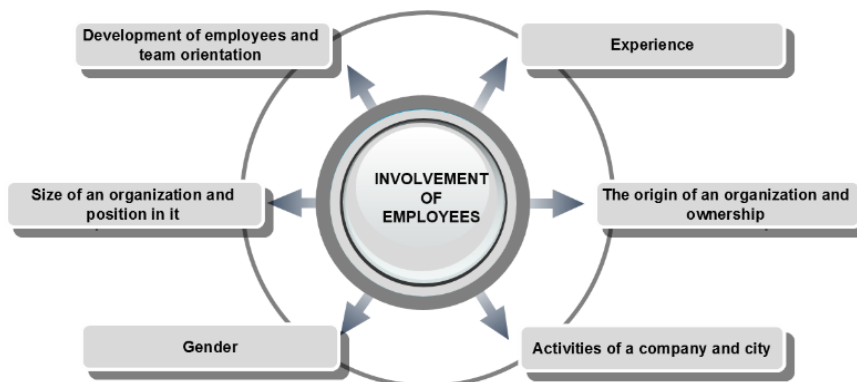 Development of employees and
team orientation
Experience
INVOLVEMENT
OF
EMPLOYEES
Size of an organization and
position in it
The origin of an organization and
ownership
Gender
Activities of a company and city